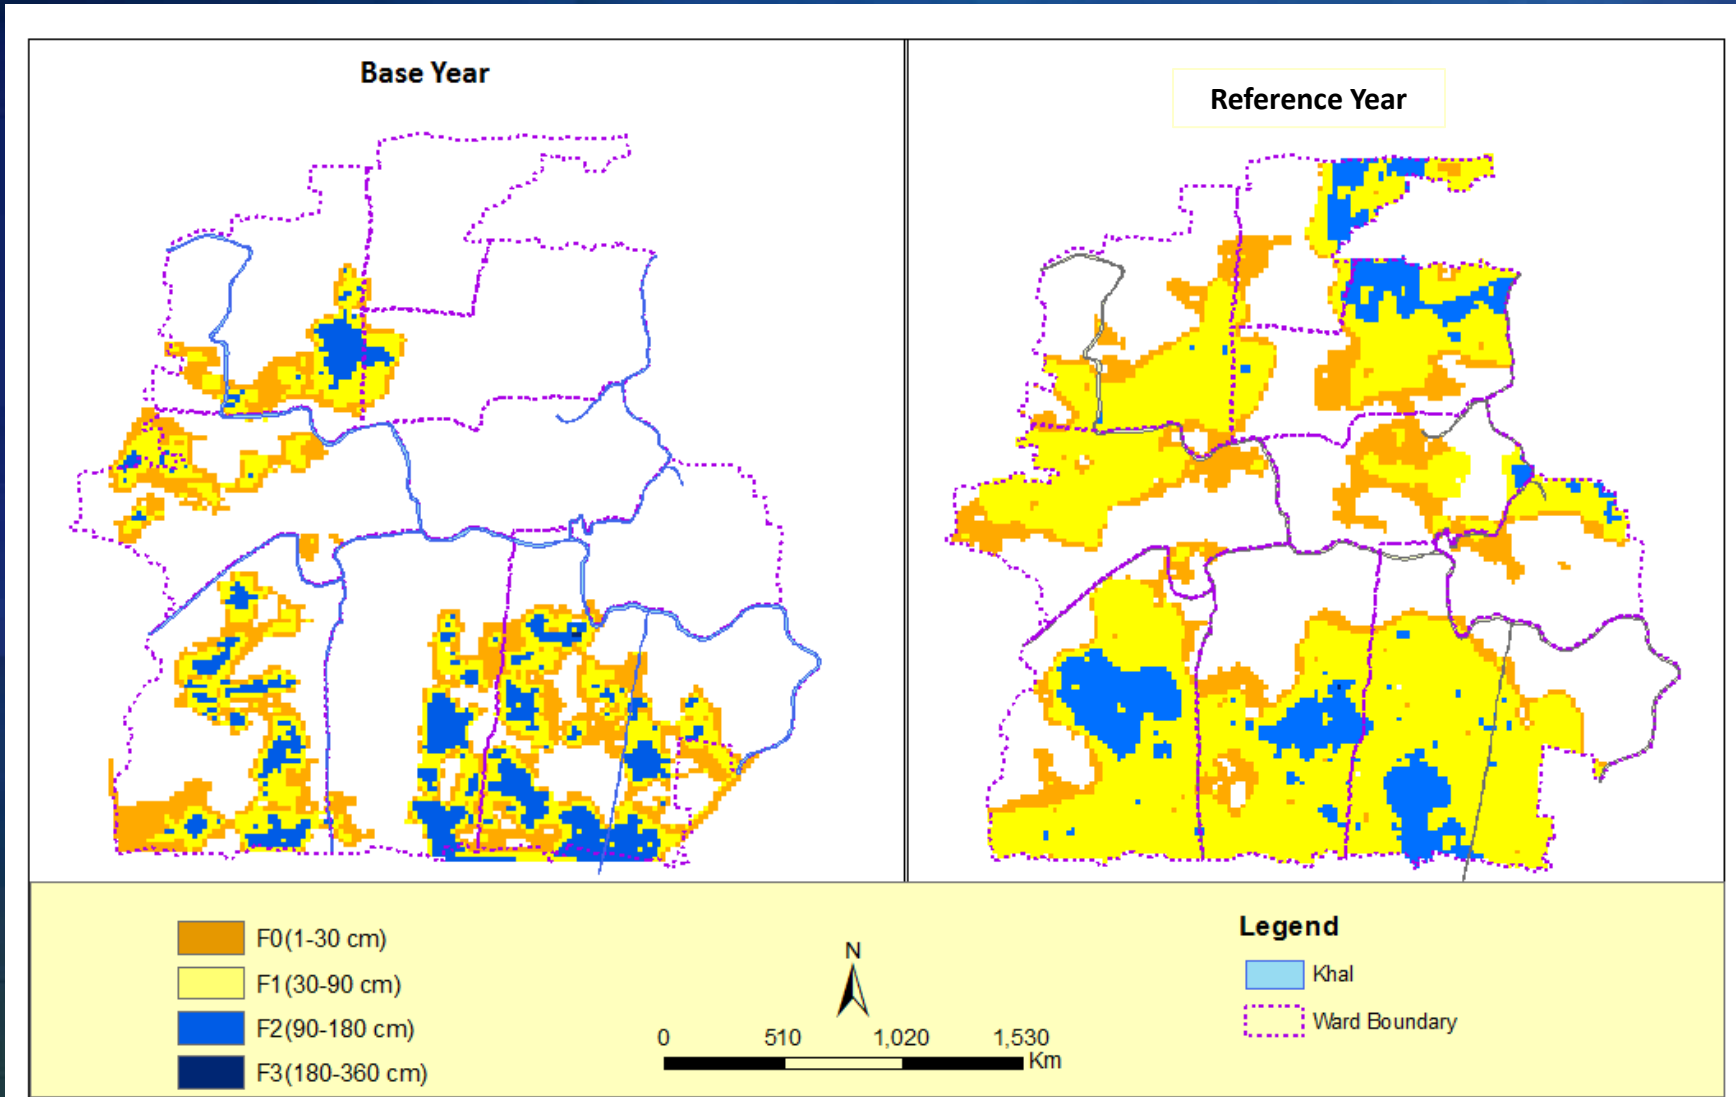 Base Year
Reference Year
F0(1-30 cm)
F1(30-90 cm)
F2(90-180 cm)
F3(180-360 cm)
N
0 510 1,020 1,530
Km
Legend
Khal
Ward Boundary